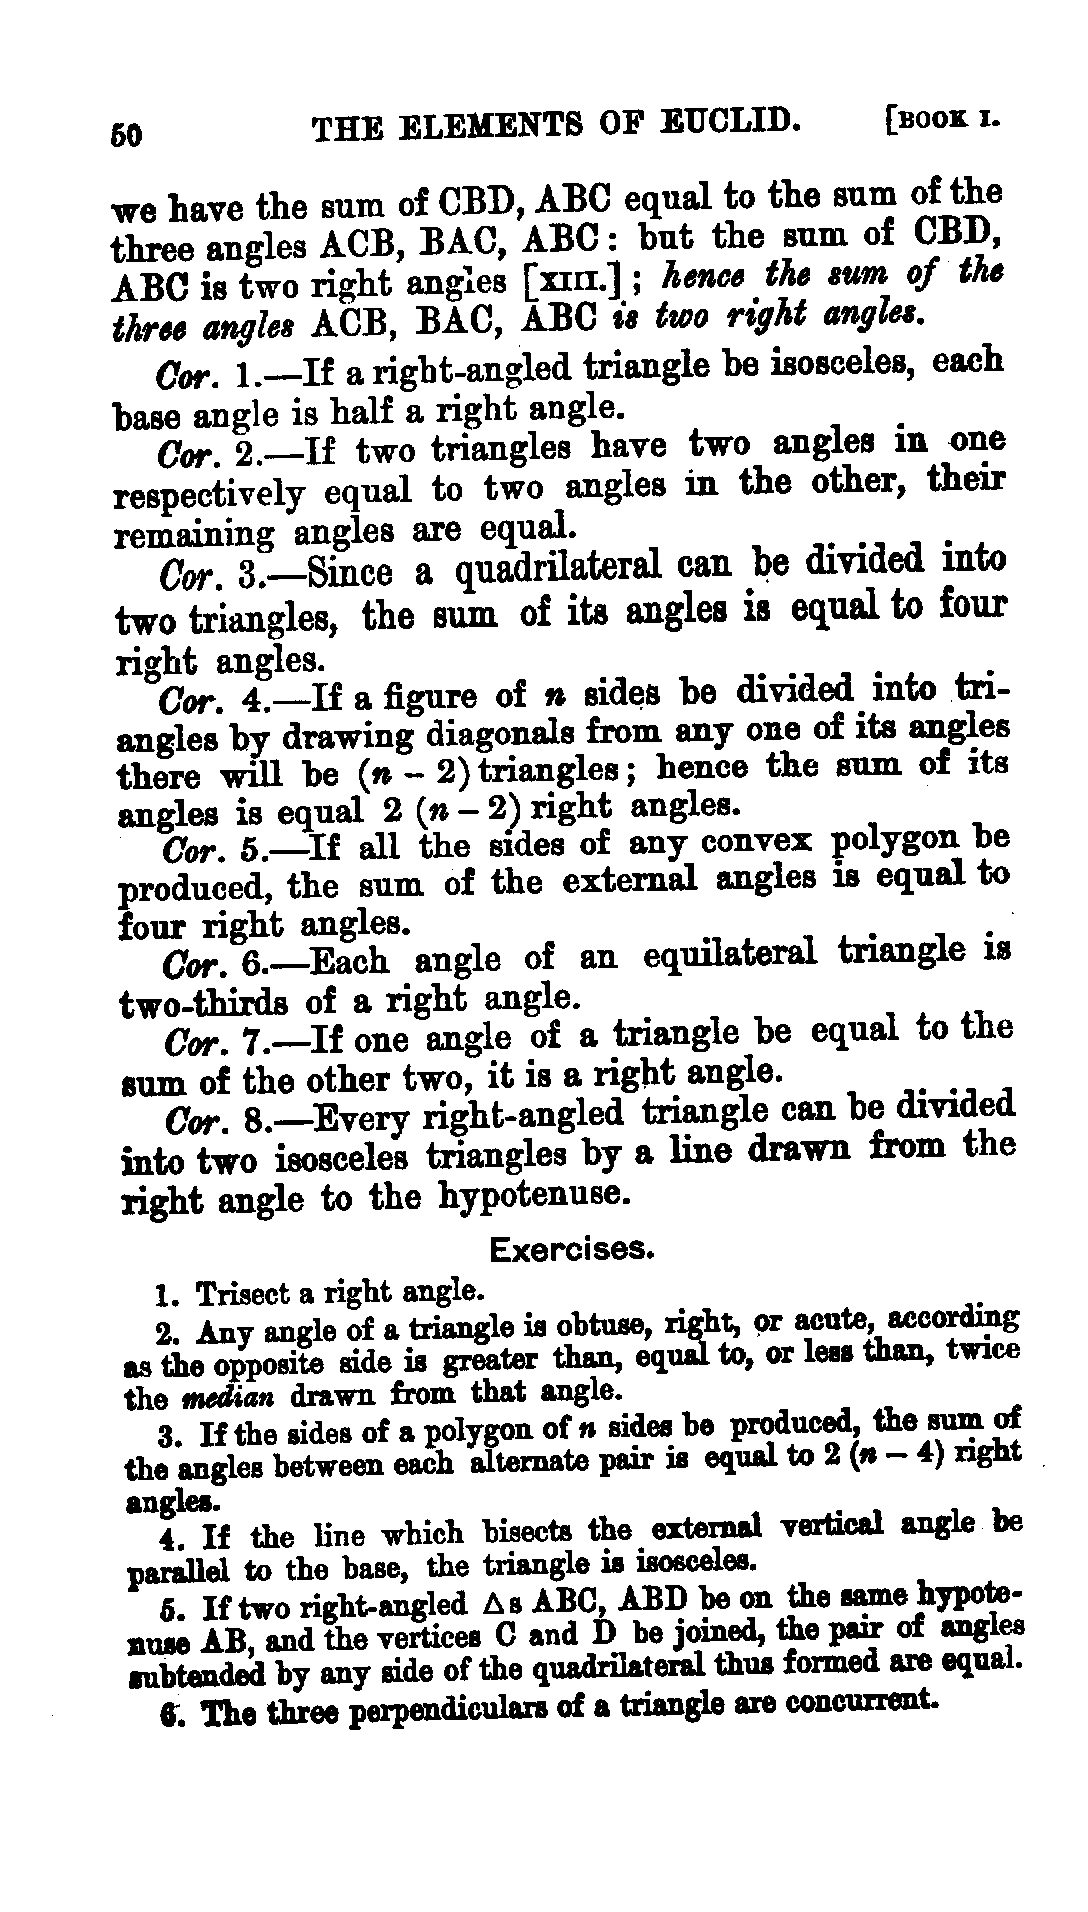 50 THE ELEMENTS OF EUCLID. [BOOK I.
we have the sum of CBD, ABC equal to the sum of the
three angles ACB, BAC, ABC: but the sum of CBD,
ABC is two right angles [XIII.]; hence the sum of the
three angles ACB, BAC, ABC is two right angles.
Cor. 1.—If a right-angled triangle be isosceles, each
base angle is half a right angle.
Cor. 2.—If two triangles have two angles in one
respectively equal to two angles in the other, their
remaining angles are equal.
Cor. 3.—Since a quadrilateral can be divided into
two triangles, the sum of its angles is equal to four
right angles.
Cor. 4.—If a figure of n sides be divided into tri-
angles by drawing diagonals from any one of its angles
there will be (n – 2) triangles; hence the sum of its
angles is equal 2 (n – 2) right angles.
Cor. 5.—If all the sides of any convex polygon be
produced, the sum of the external angles is equal to
four right angles.
Cor. 6.—Each angle of an equilateral triangle is
two-thirds of a right angle.
Cor. 7.—If one angle of a triangle be equal to the
sum of the other two, it is a right angle.
Cor. 8.—Every right-angled triangle can be divided
into two isosceles triangles by a line drawn from the
right angle to the hypotenuse.
Exercises.
1. Trisect a right angle.
2. Any angle of a triangle is obtuse, right, or acute, according
as the opposite side is greater than, equal to, or less than, twice
the median drawn from that angle.
3. If the sides of a polygon of n sides be produced, the sum of
the angles between each alternate pair is equal to 2 (n – 4) right
angles.
4. If the line which bisects the external vertical angle be
parallel to the base, the triangle is isosceles.
5. If two right-angled △s ABC, ABD be on the same hypote-
nuse AB, and the vertices C and D be joined, the pair of angles
subtended by any side of the quadrilateral thus formed are equal.
6. The three perpendiculars of a triangle are concurrent.